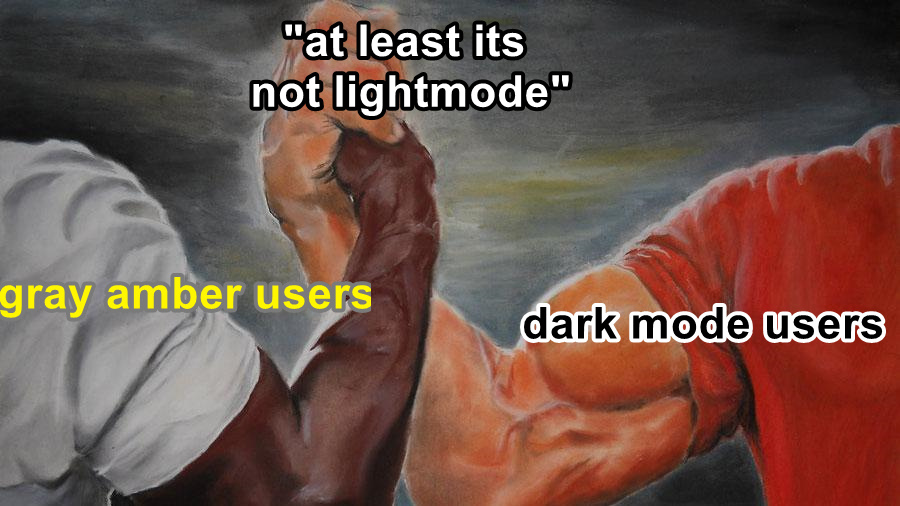 "at least its
not lightmode"
gray amber users
dark mode users